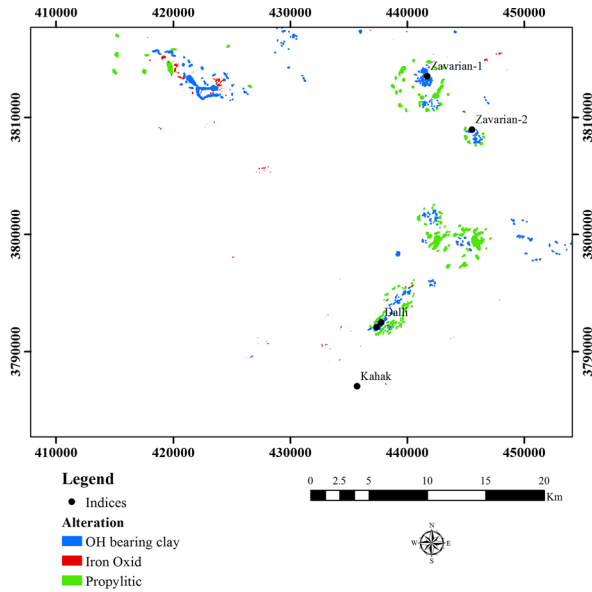 410000 420000 430000 440000 450000
3810000 3810000
3800000 3800000
3790000 3790000
Zavarian-1
Zavarian-2
Dalli
Kahak
410000 420000 430000 440000 450000
Legend
Indices
Alteration
OH bearing clay
Iron Oxid
Propylitic
0 2.5 5 10 15 20
Km
N
W E
S